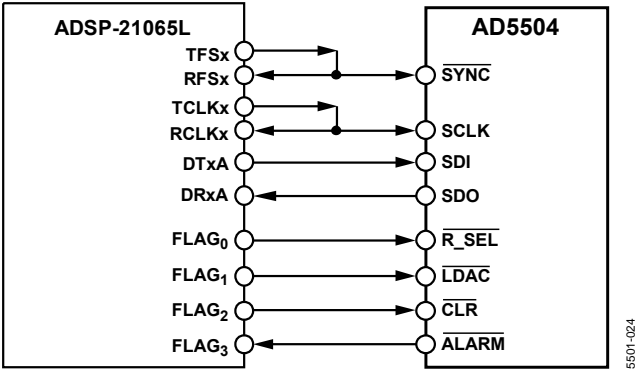 ADSP-21065L AD5504
TFSx
RFSx SYNC
TCLKx
RCLKx SCLK
DTxA SDI
DRxA SDO
FLAG0 R_SEL
FLAG1 LDAC
FLAG2 CLR
FLAG3 ALARM
5501-024